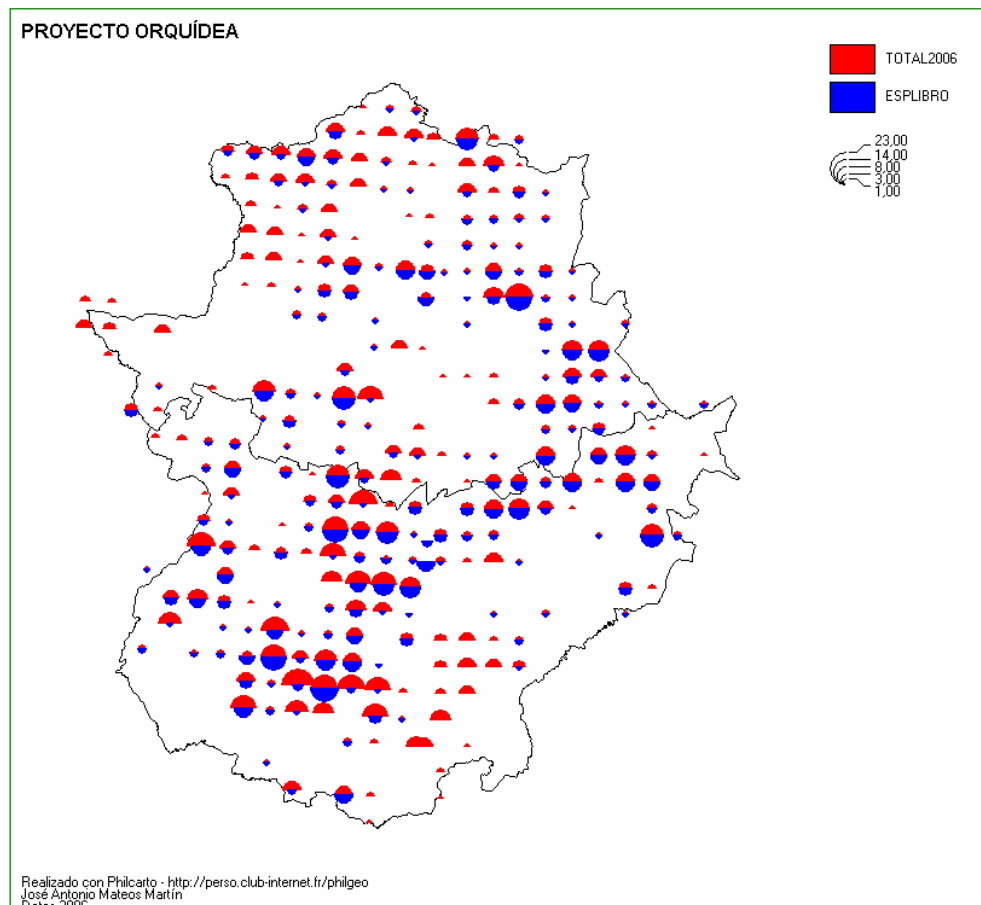 PROYECTO ORQUÍDEA
TOTAL2006
ESPLIBRO
23,00
14,00
8,00
3,00
1,00
Realizado con Philcarto - http://perso.club-internet.fr/philgeo
José Antonio Mateos Martín